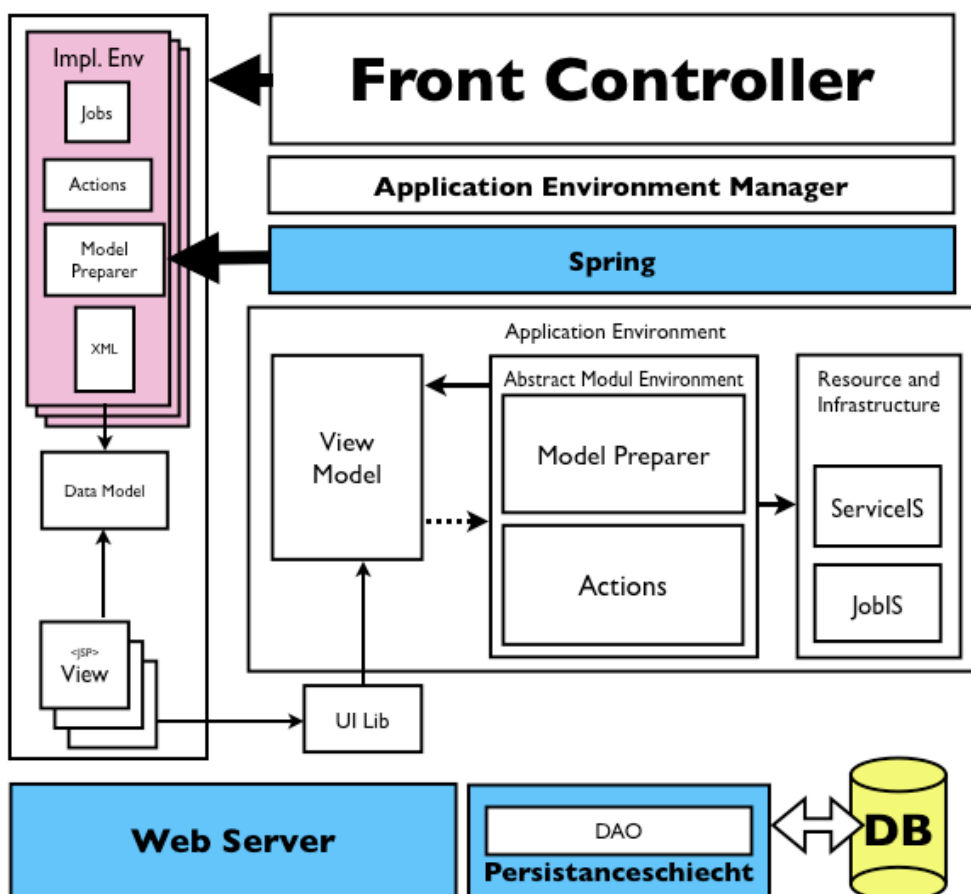 Impl. Env
Jobs
Actions
Model
Preparer
XML
Data Model
<JSP>
View
Front Controller
Application Environment Manager
Spring
Application Environment
View
Model
Abstract Modul Environment
Model Preparer
Actions
Resource and
Infrastructure
ServiceIS
JobIS
UI Lib
Web Server
DAO
Persistanceschiecht
DB